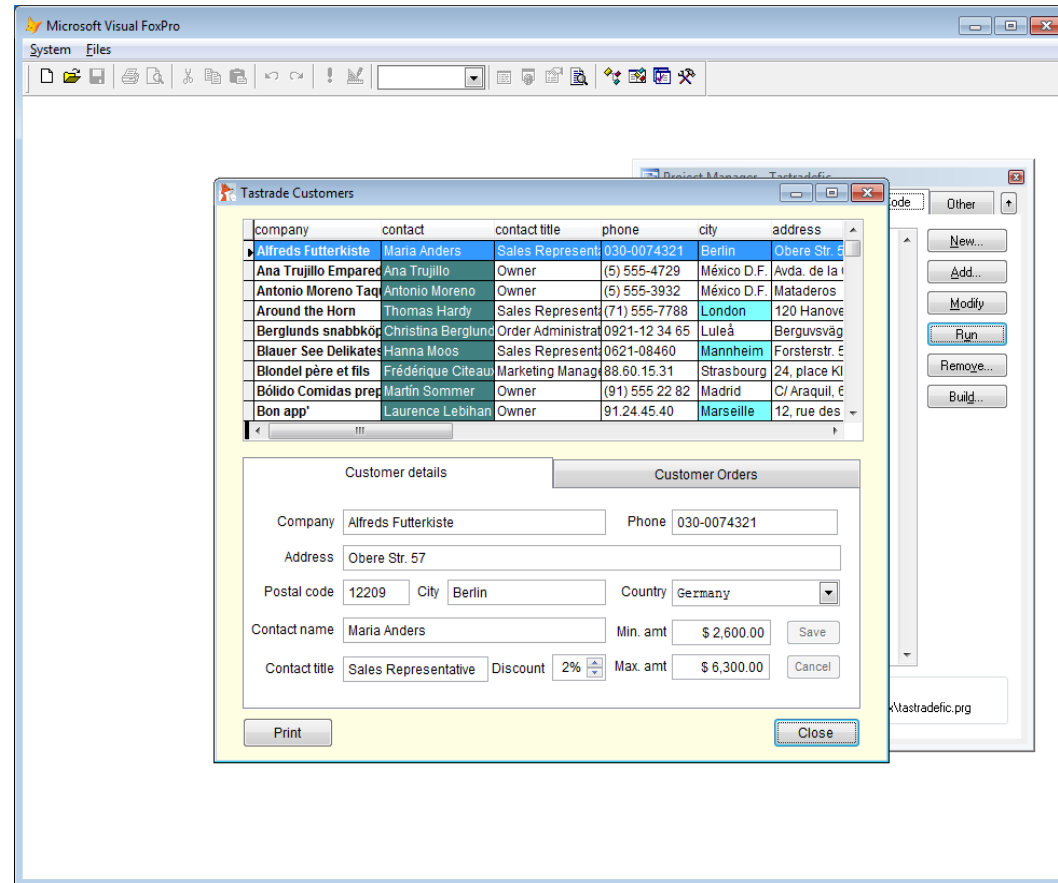 Microsoft Visual FoxPro
System Files
Project Manager - Tastradefic
Tastrade Customers
Code Other
company contact contact title phone city address
Alfreds Futterkiste Maria Anders Sales Representa 030-0074321 Berlin Obere Str. 5
Ana Trujillo Empared Ana Trujillo Owner (5) 555-4729 México D.F. Avda. de la
Antonio Moreno Taq Antonio Moreno Owner (5) 555-3932 México D.F. Mataderos
Around the Horn Thomas Hardy Sales Representa (71) 555-7788 London 120 Hanove
Berglunds snabbköp Christina Berglund Order Administrat 0921-12 34 65 Luleå Berguvsväg
Blauer See Delikates Hanna Moos Sales Representa 0621-08460 Mannheim Forsterstr. 5
Blondel père et fils Frédérique Citeau Marketing Manage 88.60.15.31 Strasbourg 24, place Kl
Bólido Comidas prep Martín Sommer Owner (91) 555 22 82 Madrid C/ Araquil, 6
Bon app' Laurence Lebihan Owner 91.24.45.40 Marseille 12, rue des
New...
Add...
Modify
Run
Remove...
Build...
Customer details Customer Orders
Company Alfreds Futterkiste Phone 030-0074321
Address Obere Str. 57
Postal code 12209 City Berlin Country Germany
Contact name Maria Anders Min. amt $ 2,600.00 Save
Contact title Sales Representative Discount 2% Max. amt $ 6,300.00 Cancel
x\tastradefic.prg
Print Close